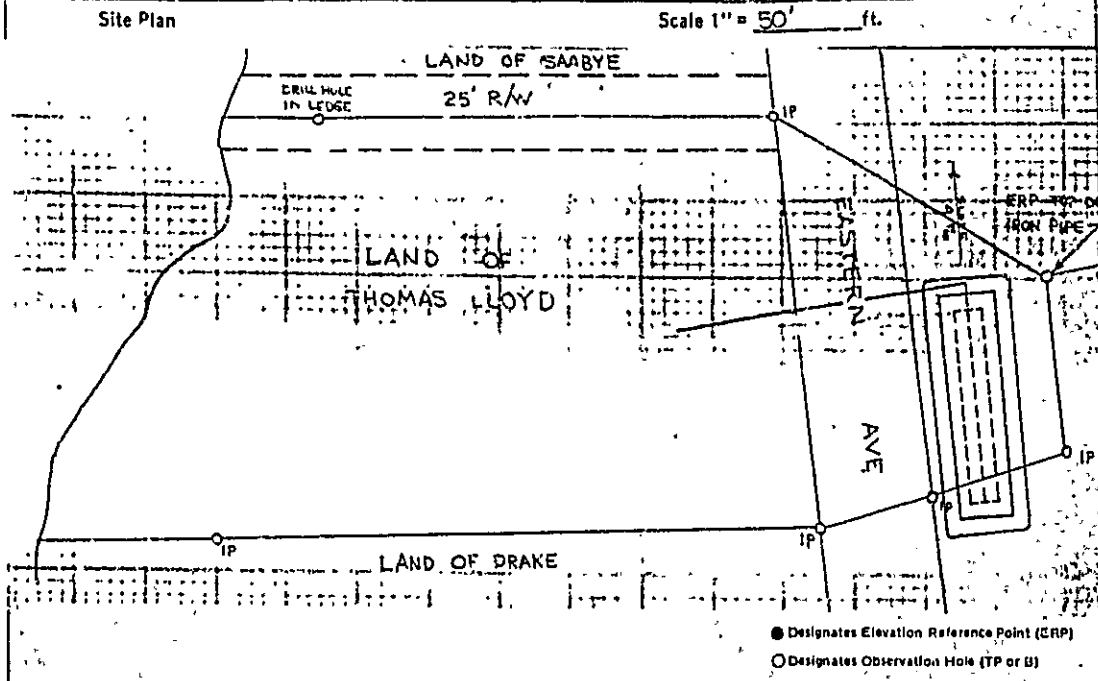 Site Plan
Scale 1" = 50' ft.
LAND OF SAABYE
DRILL HOLE
IN LEDGE
25' R/W
IP
ERP TOP
IRON PIPE
LAND OF
THOMAS LLOYD
EASTERN
AVE
IP
IP
IP
IP
LAND OF DRAKE
Designates Elevation Reference Point (ERP)
Designates Observation Hole (TP or B)